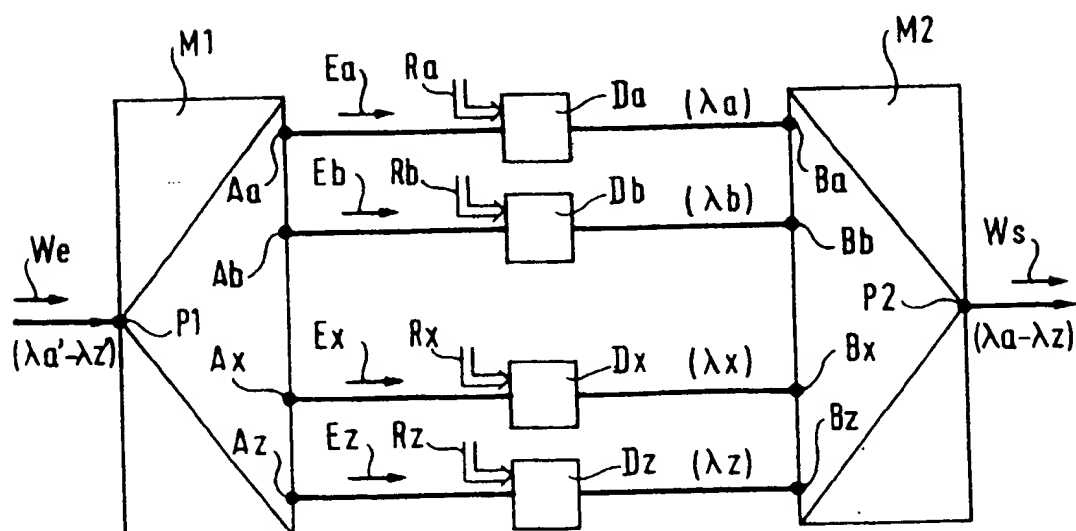 M1
M2
Ea
Ra
Da
(λa)
Aa
Ba
Eb
Rb
Db
(λb)
Ab
Bb
We
Ws
P1
P2
(λa'-λz')
(λa-λz)
Ax
Ex
Rx
Dx
(λx)
Bx
Az
Ez
Rz
Dz
(λz)
Bz